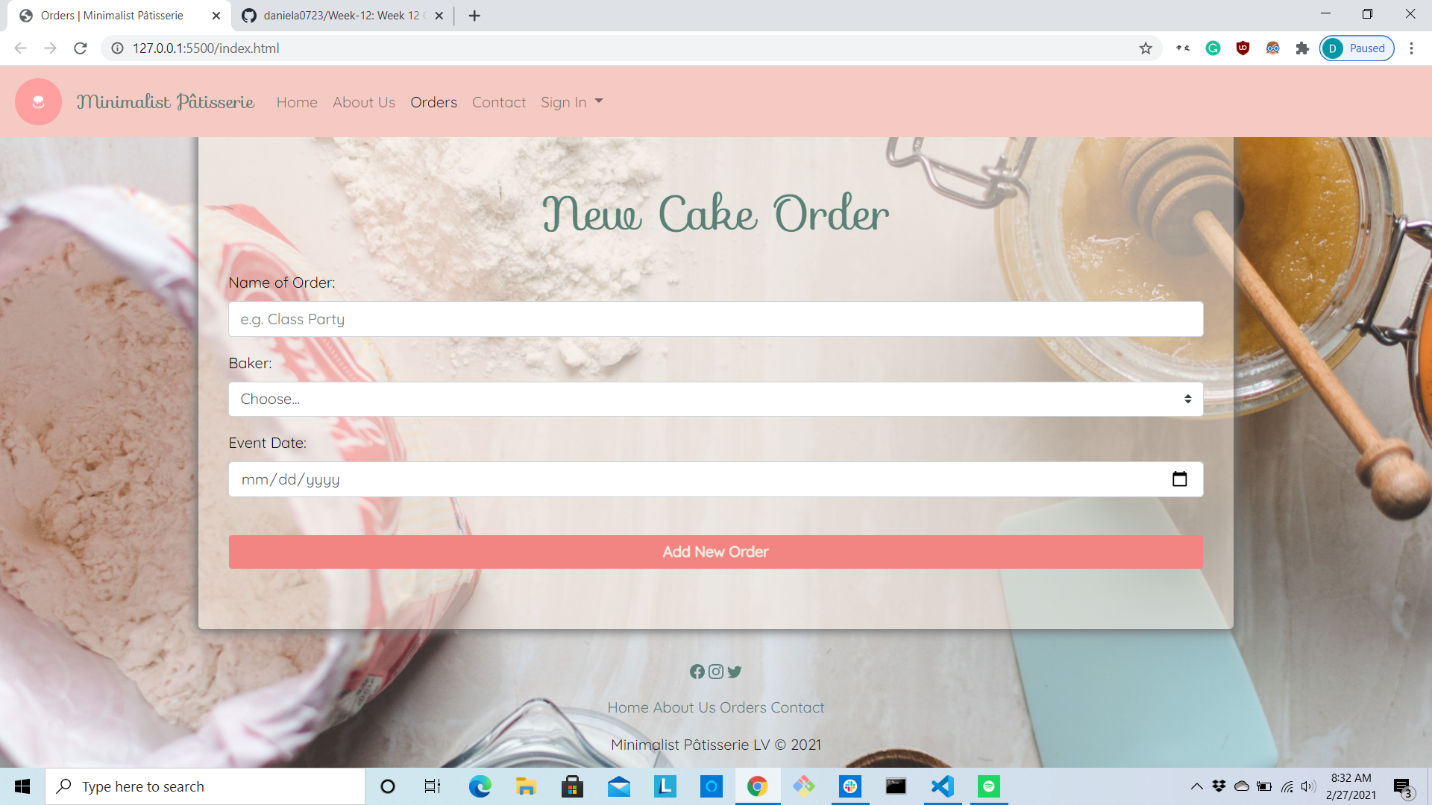 Orders | Minimalist Pâtisserie
daniela0723/Week-12: Week 12
127.0.0.1:5500/index.html
D Paused
Minimalist Pâtisserie Home About Us Orders Contact Sign In
New Cake Order
Name of Order:
e.g. Class Party
Baker:
Choose...
Event Date:
mm/dd/yyyy
Add New Order
Home About Us Orders Contact
Minimalist Pâtisserie LV © 2021
Type here to search
L
8:32 AM
2/27/2021
3